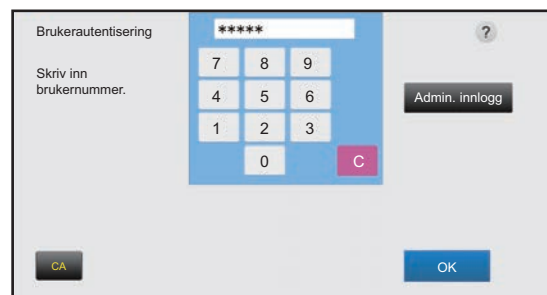 Brukerautentisering
*****
?
Skriv inn
brukernummer.
7 8 9
4 5 6
1 2 3
0 C
Admin. innlogg
CA
OK